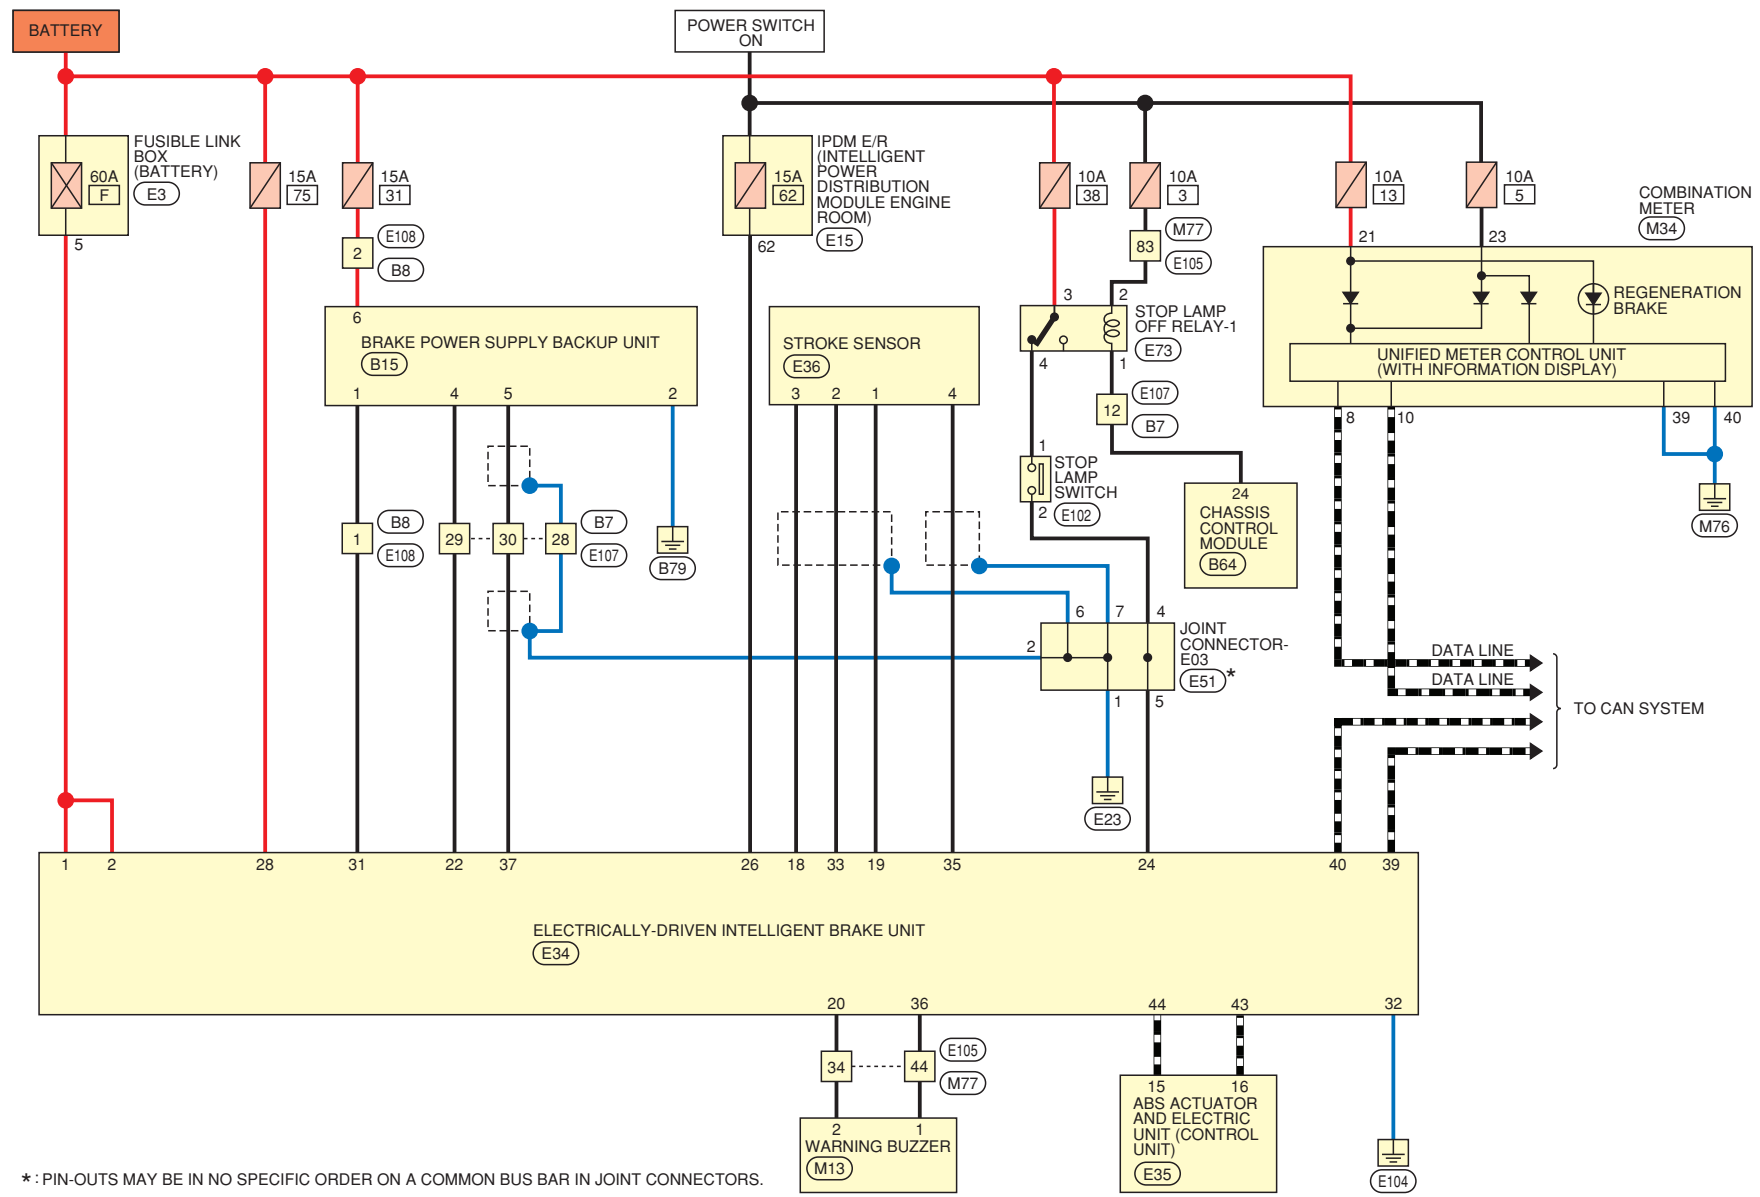 BATTERY
POWER SWITCH
ON
FUSIBLE LINK
BOX
(BATTERY)
E3
60A
F
5
15A
75
15A
31
2
E108
B8
IPDM E/R
(INTELLIGENT
POWER
DISTRIBUTION
MODULE ENGINE
ROOM)
E15
15A
62
62
10A
38
10A
3
M77
83
E105
10A
13
10A
5
COMBINATION
METER
M34
21
23
REGENERATION
BRAKE
UNIFIED METER CONTROL UNIT
(WITH INFORMATION DISPLAY)
8
10
39
40
M76
6
BRAKE POWER SUPPLY BACKUP UNIT
B15
1
4
5
2
STROKE SENSOR
E36
3
2
1
4
3
2
STOP LAMP
OFF RELAY-1
E73
4
1
12
E107
B7
1
STOP
LAMP
SWITCH
2
E102
24
CHASSIS
CONTROL
MODULE
B64
1
B8
E108
29
30
28
B7
E107
B79
6
7
4
2
JOINT
CONNECTOR-
E03
E51*
1
5
E23
DATA LINE
DATA LINE
TO CAN SYSTEM
1
2
28
31
22
37
26
18
33
19
35
24
40
39
ELECTRICALLY-DRIVEN INTELLIGENT BRAKE UNIT
E34
20
36
44
43
32
34
44
E105
M77
2
1
WARNING BUZZER
M13
15
16
ABS ACTUATOR
AND ELECTRIC
UNIT (CONTROL
UNIT)
E35
E104
* : PIN-OUTS MAY BE IN NO SPECIFIC ORDER ON A COMMON BUS BAR IN JOINT CONNECTORS.